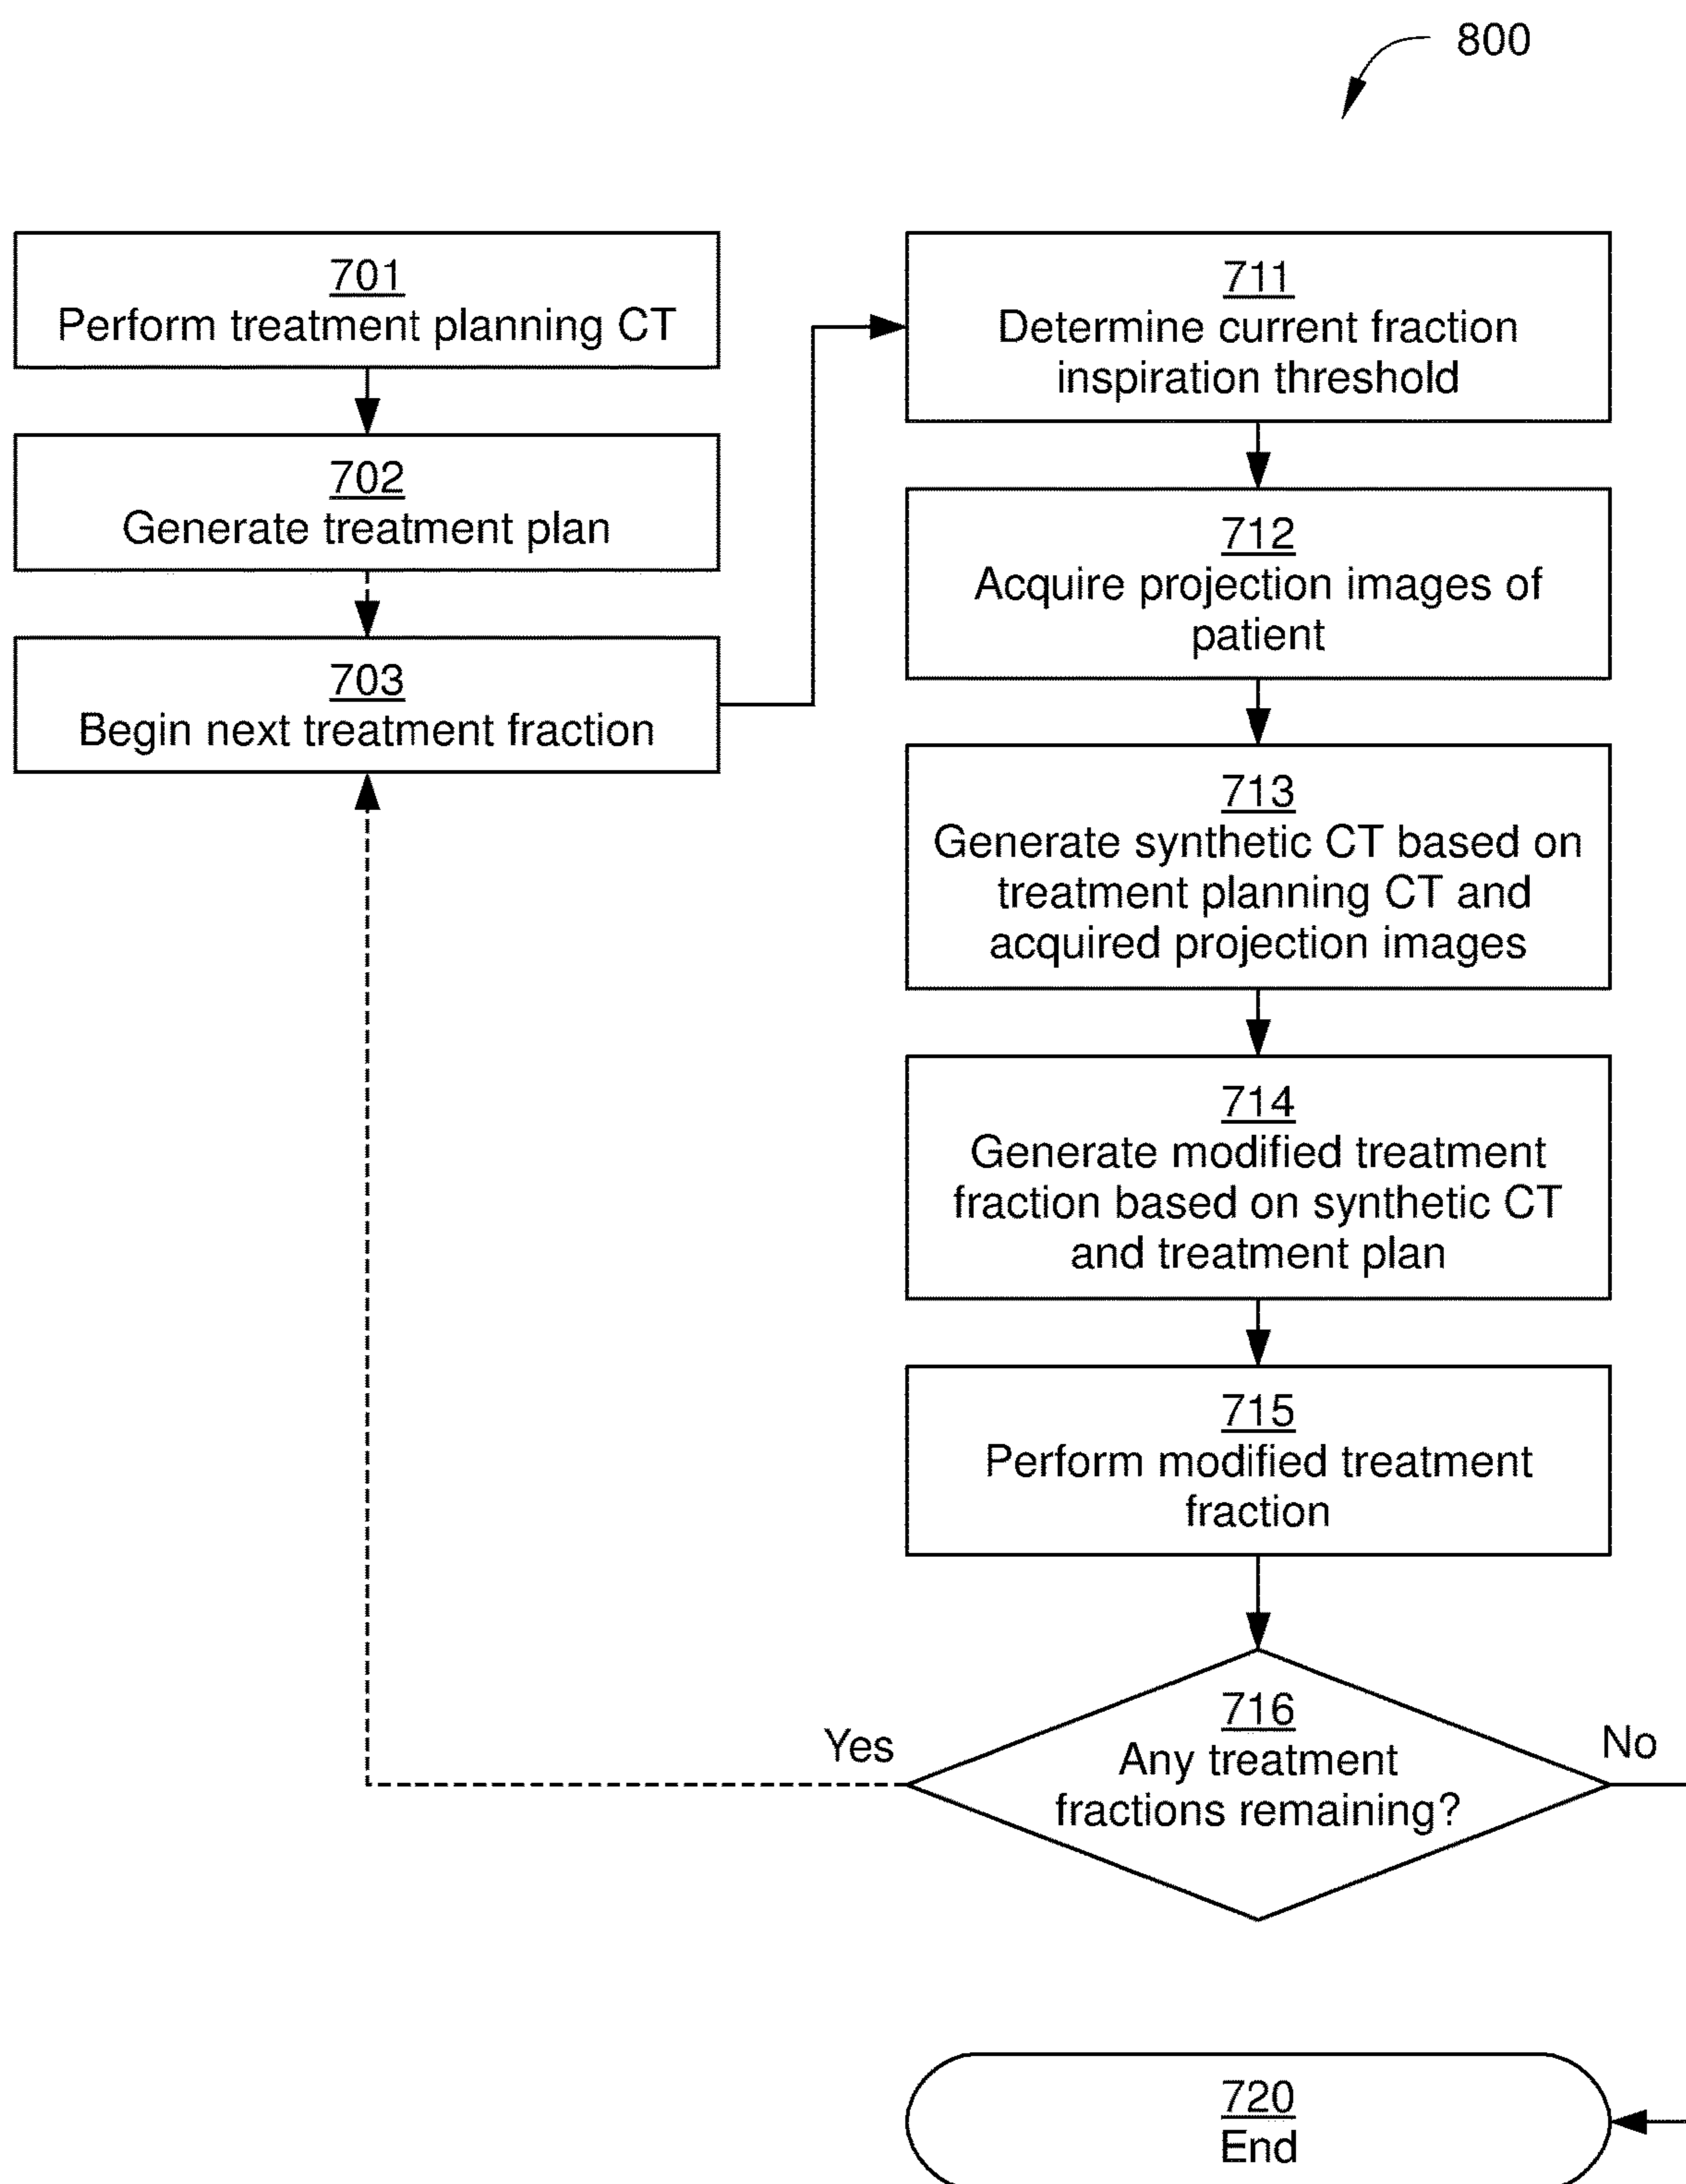 800
701
Perform treatment planning CT
702
Generate treatment plan
703
Begin next treatment fraction
711
Determine current fraction
inspiration threshold
712
Acquire projection images of
patient
713
Generate synthetic CT based on
treatment planning CT and
acquired projection images
714
Generate modified treatment
fraction based on synthetic CT
and treatment plan
715
Perform modified treatment
fraction
716
Any treatment
fractions remaining?
Yes
No
720
End